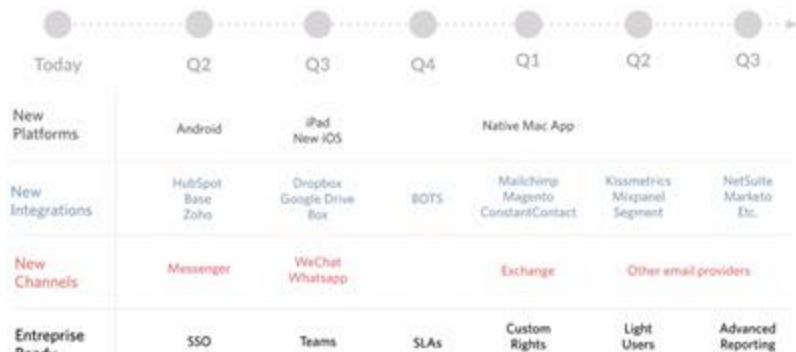 Today Q2 Q3 Q4 Q1 Q2 Q3
New
Platforms
Android
iPad
New iOS
Native Mac App
New
Integrations
HubSpot
Base
Zoho
Dropbox
Google Drive
Box
BOTS
Mailchimp
Magento
ConstantContact
Kissmetrics
Mixpanel
Segment
NetSuite
Marketo
Etc.
New
Channels
Messenger
WeChat
Whatsapp
Exchange
Other email providers
Entreprise
SSO
Teams
SLAs
Custom
Rights
Light
Users
Advanced
Reporting